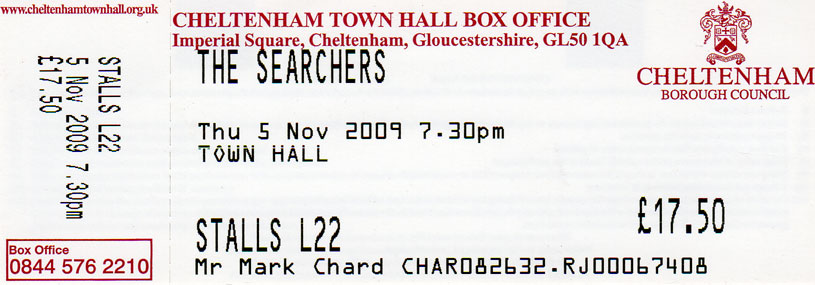 www.cheltenhamtownhall.org.uk
CHELTENHAM TOWN HALL BOX OFFICE
Imperial Square, Cheltenham, Gloucestershire, GL50 1QA
CHELTENHAM
BOROUGH COUNCIL
THE SEARCHERS
Thu 5 Nov 2009 7.30pm
TOWN HALL
£17.50
STALLS L22
Mr Mark Chard CHAR082632.RJ00067408
STALLS L22
5 Nov 2009 7.30pm
£17.50
Box Office
0844 576 2210